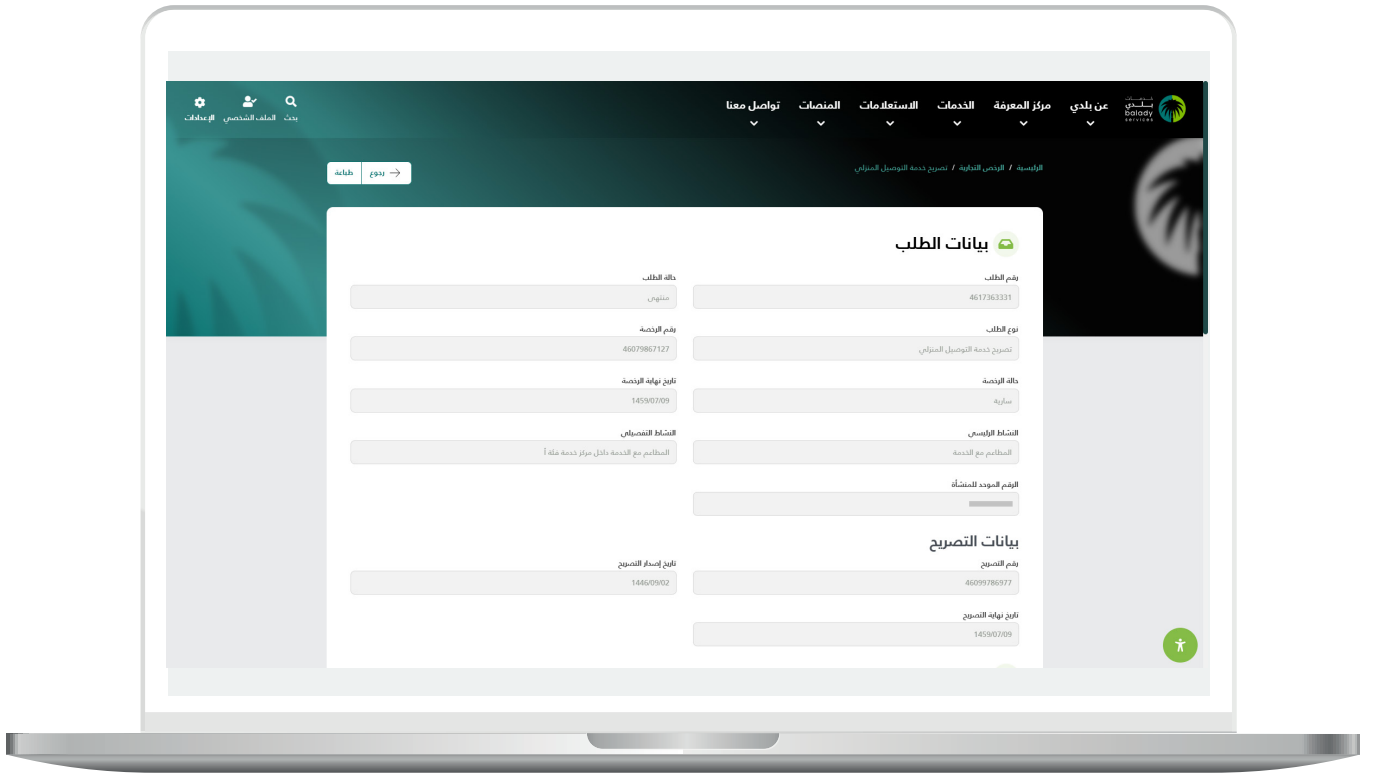 خدمات
بلدي
balady
services
عن بلدي
مركز المعرفة
الخدمات
الاستعلامات
المنصات
تواصل معنا
بحث
الملف الشخصي
الإعدادات
الرئيسية / الرخص التجارية / تصريح خدمة التوصيل المنزلي
رجوع
طباعة
بيانات الطلب
رقم الطلب
4617363331
حالة الطلب
منتهي
نوع الطلب
تصريح خدمة التوصيل المنزلي
رقم الرخصة
46079867127
حالة الرخصة
سارية
تاريخ نهاية الرخصة
1459/07/09
النشاط الرئيسي
المطاعم مع الخدمة
النشاط التفصيلي
المطاعم مع الخدمة داخل مركز خدمة فئة أ
الرقم الموحد للمنشأة
بيانات التصريح
رقم التصريح
46099786977
تاريخ إصدار التصريح
1446/09/02
تاريخ نهاية التصريح
1459/07/09